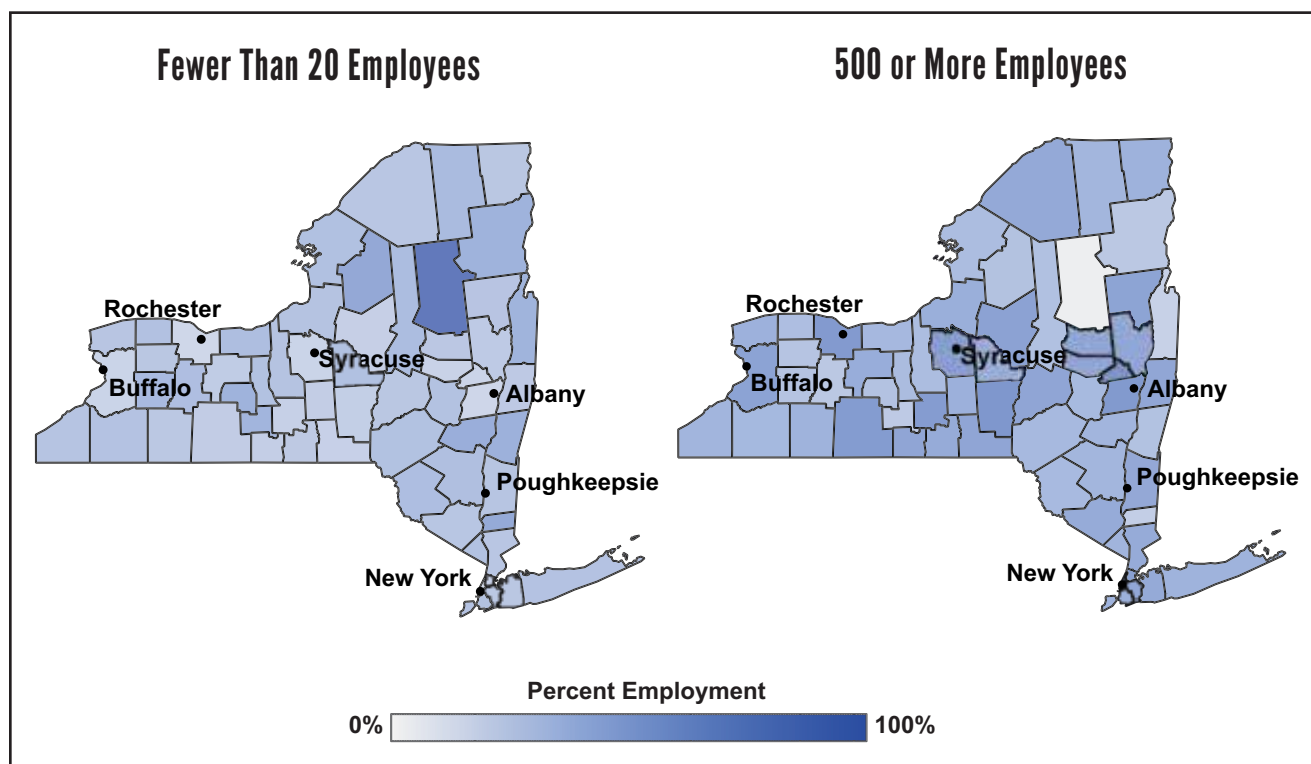 Fewer Than 20 Employees
500 or More Employees
Rochester
Syracuse
Buffalo
Albany
Poughkeepsie
New York
Rochester
Syracuse
Buffalo
Albany
Poughkeepsie
New York
Percent Employment
0%
100%